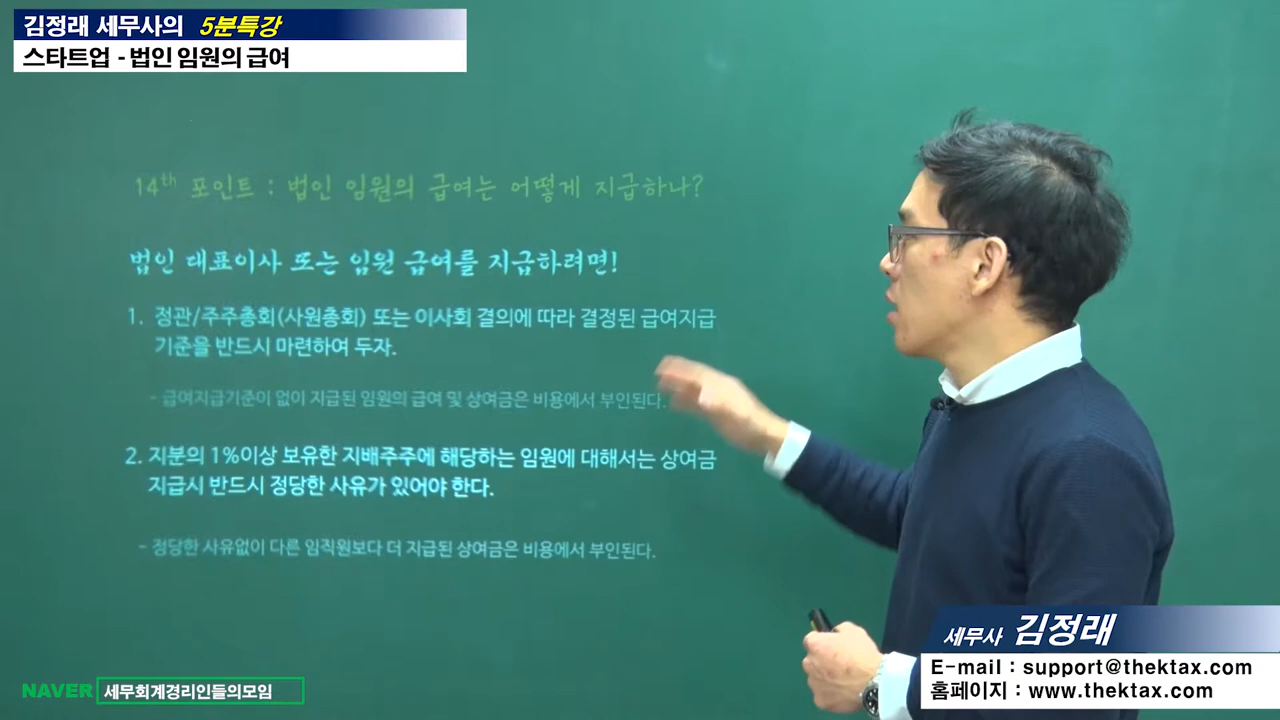 김정래 세무사의 5분특강
스타트업 - 법인 임원의 급여
14th 포인트 : 법인 임원의 급여는 어떻게 지급하나?
법인 대표이사 또는 임원 급여를 지급하려면!
1. 정관/주주총회(사원총회) 또는 이사회 결의에 따라 결정된 급여지급
기준을 반드시 마련하여 두자.
- 급여지급기준이 없이 지급된 임원의 급여 및 상여금은 비용에서 부인된다.
2. 지분의 1%이상 보유한 지배주주에 해당하는 임원에 대해서는 상여금
지급시 반드시 정당한 사유가 있어야 한다.
- 정당한 사유없이 다른 임직원보다 더 지급된 상여금은 비용에서 부인된다.
세무사 김정래
E-mail : support@thektax.com
홈페이지 : www.thektax.com
NAVER 세무회계경리인들의모임